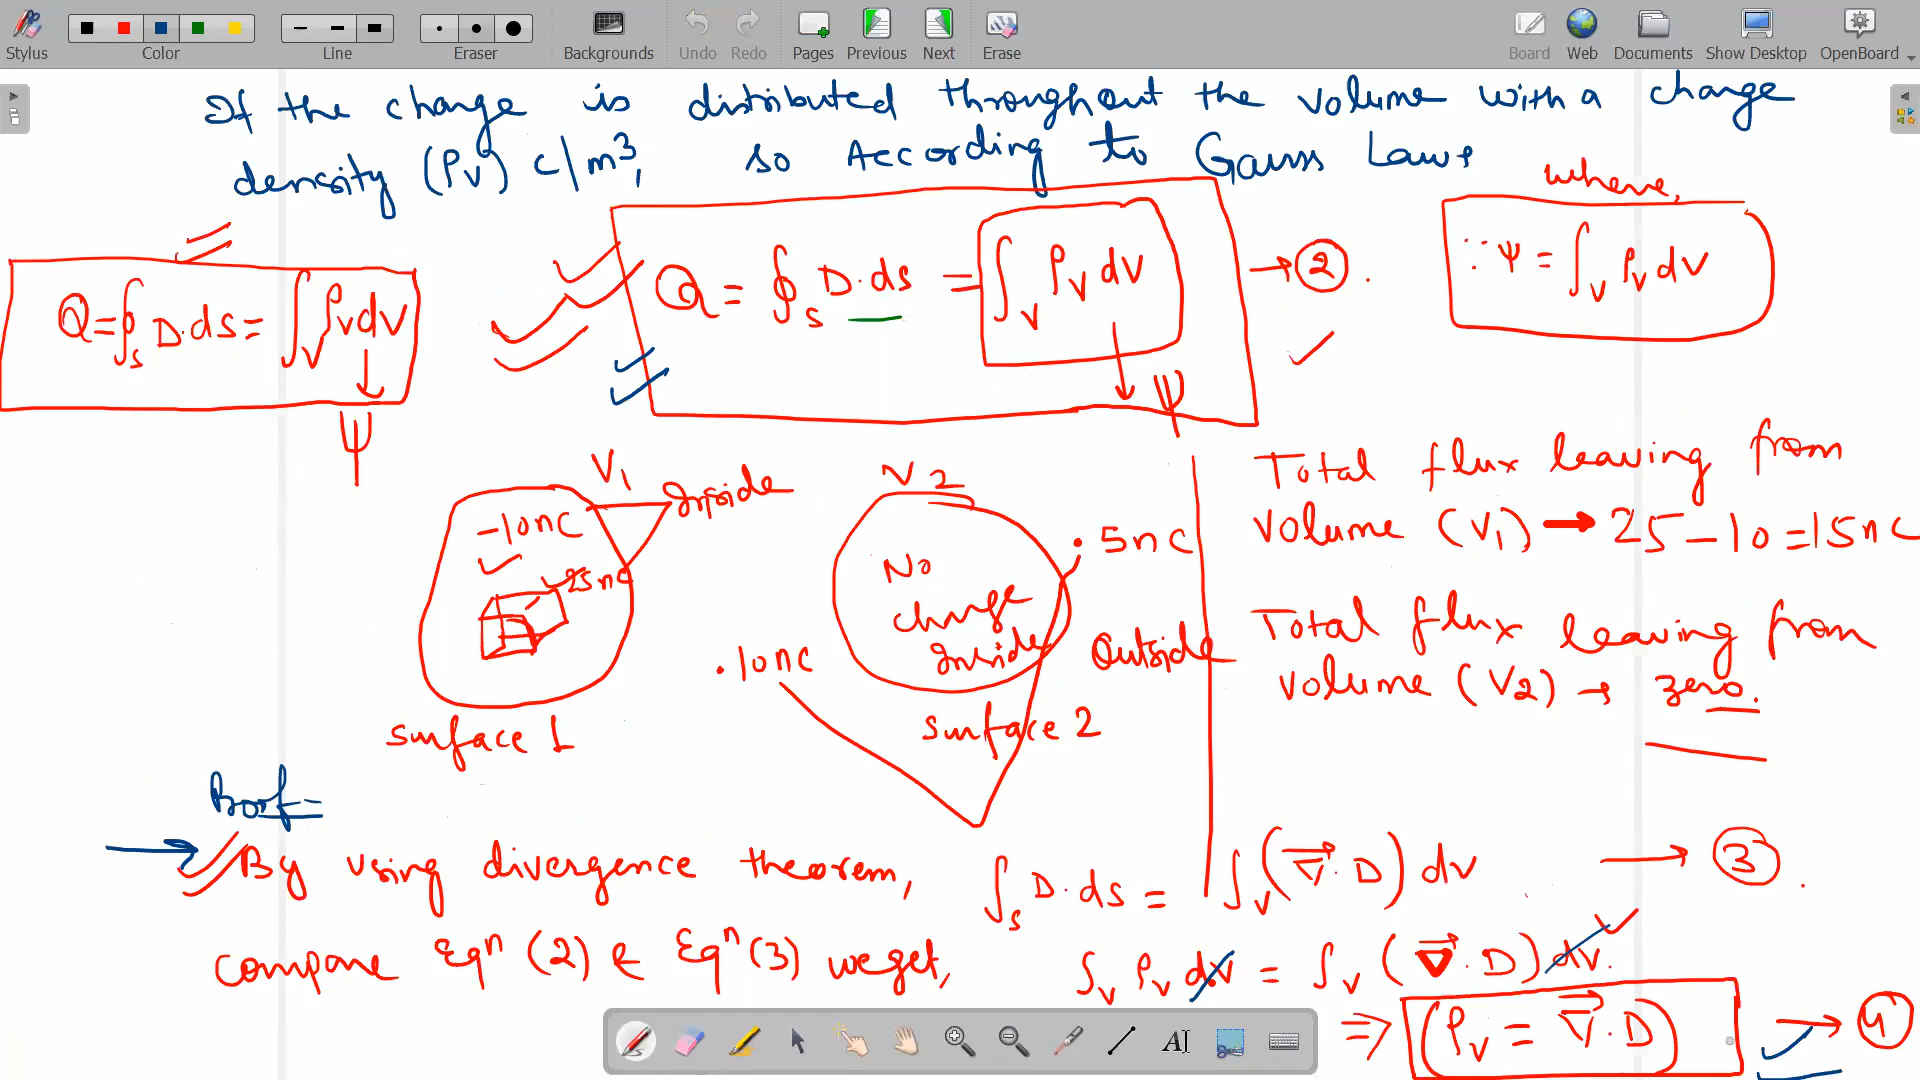 Stylus Color Line Eraser Backgrounds Undo Redo Pages Previous Next Erase Board Web Documents Show Desktop OpenBoard
If the charge is distributed throughout the volume with a charge
density (ρv) c/m³, so According to Gauss Laws
where,
Q = ∮s D·ds = ∫v ρv dv
ψ
Q = ∮s D·ds = ∫v ρv dv → ②.
ψ
∵ ψ = ∫v ρv dv
V1 Inside
-10nc
25nc
Surface 1
V2
No charge Inside
.5nc
.10nc
Outside
Surface 2
Total flux leaving from
volume (V1) → 25 - 10 = 15nc
Total flux leaving from
volume (V2) → zero.
Proof:-
→ By using divergence theorem, ∫s D·ds = ∫v (∇⃗·D) dv → ③.
compare Eqn (2) & Eqn (3) we get, ∫v ρv dv = ∫v (∇⃗·D) dv.
⇒ (ρv = ∇⃗·D) → ④